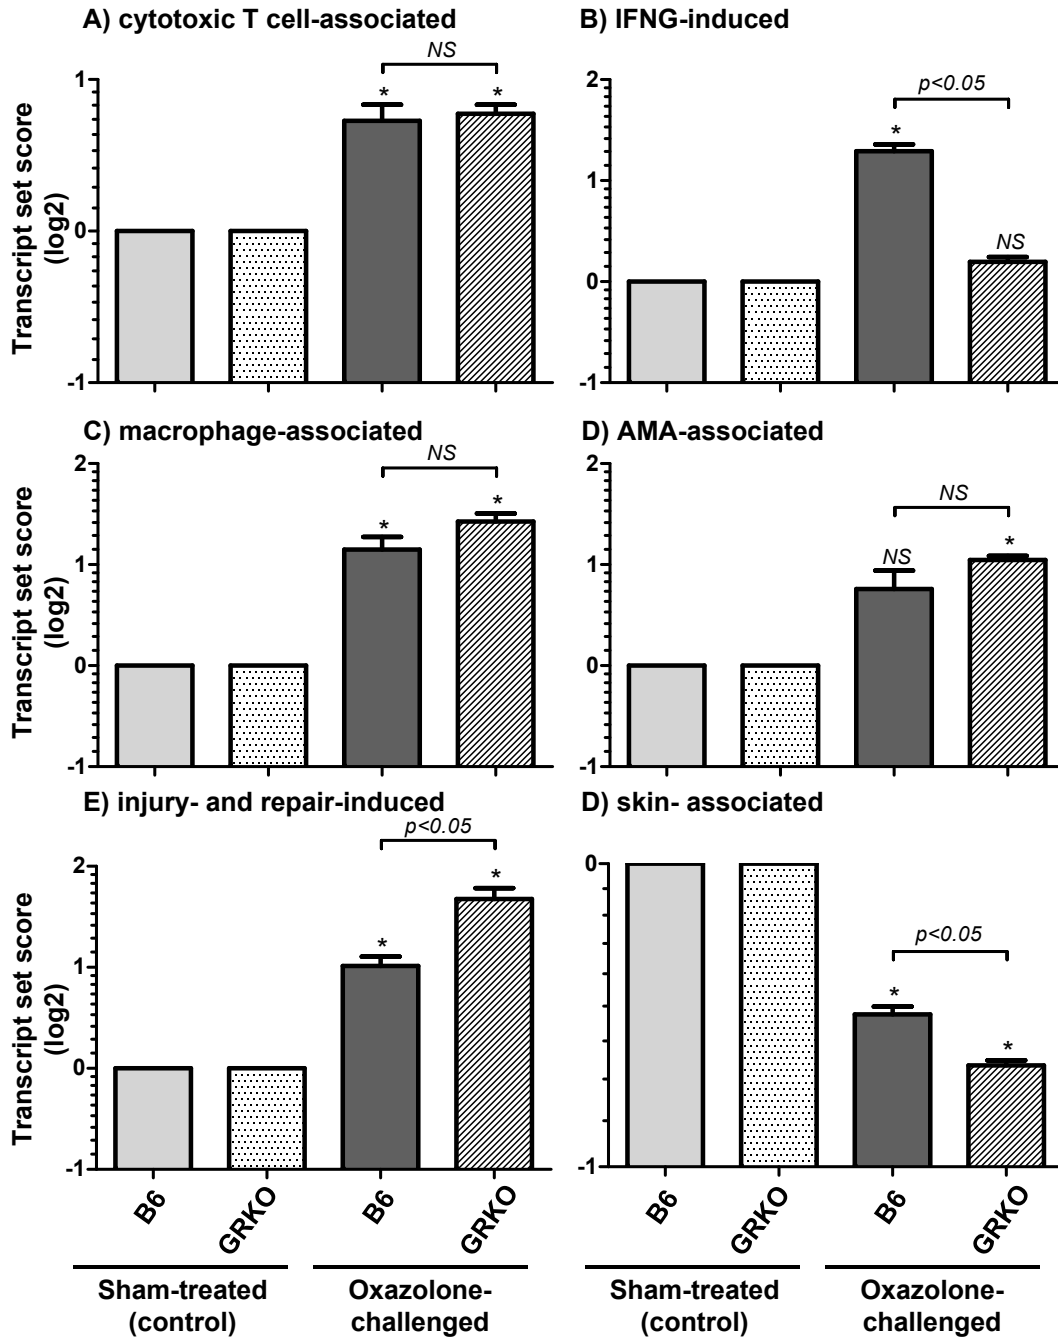 A) cytotoxic T cell-associated
NS
1
*
*
0
-1
Transcript set score
(log2)
B) IFNG-induced
2
p<0.05
*
1
NS
0
-1
C) macrophage-associated
NS
2
*
*
1
0
-1
Transcript set score
(log2)
D) AMA-associated
2
NS
*
NS
1
0
-1
E) injury- and repair-induced
p<0.05
2
*
*
1
0
-1
Transcript set score
(log2)
B6
GRKO
B6
GRKO
Sham-treated
(control)
Oxazolone-
challenged
D) skin- associated
0
p<0.05
*
*
-1
B6
GRKO
B6
GRKO
Sham-treated
(control)
Oxazolone-
challenged